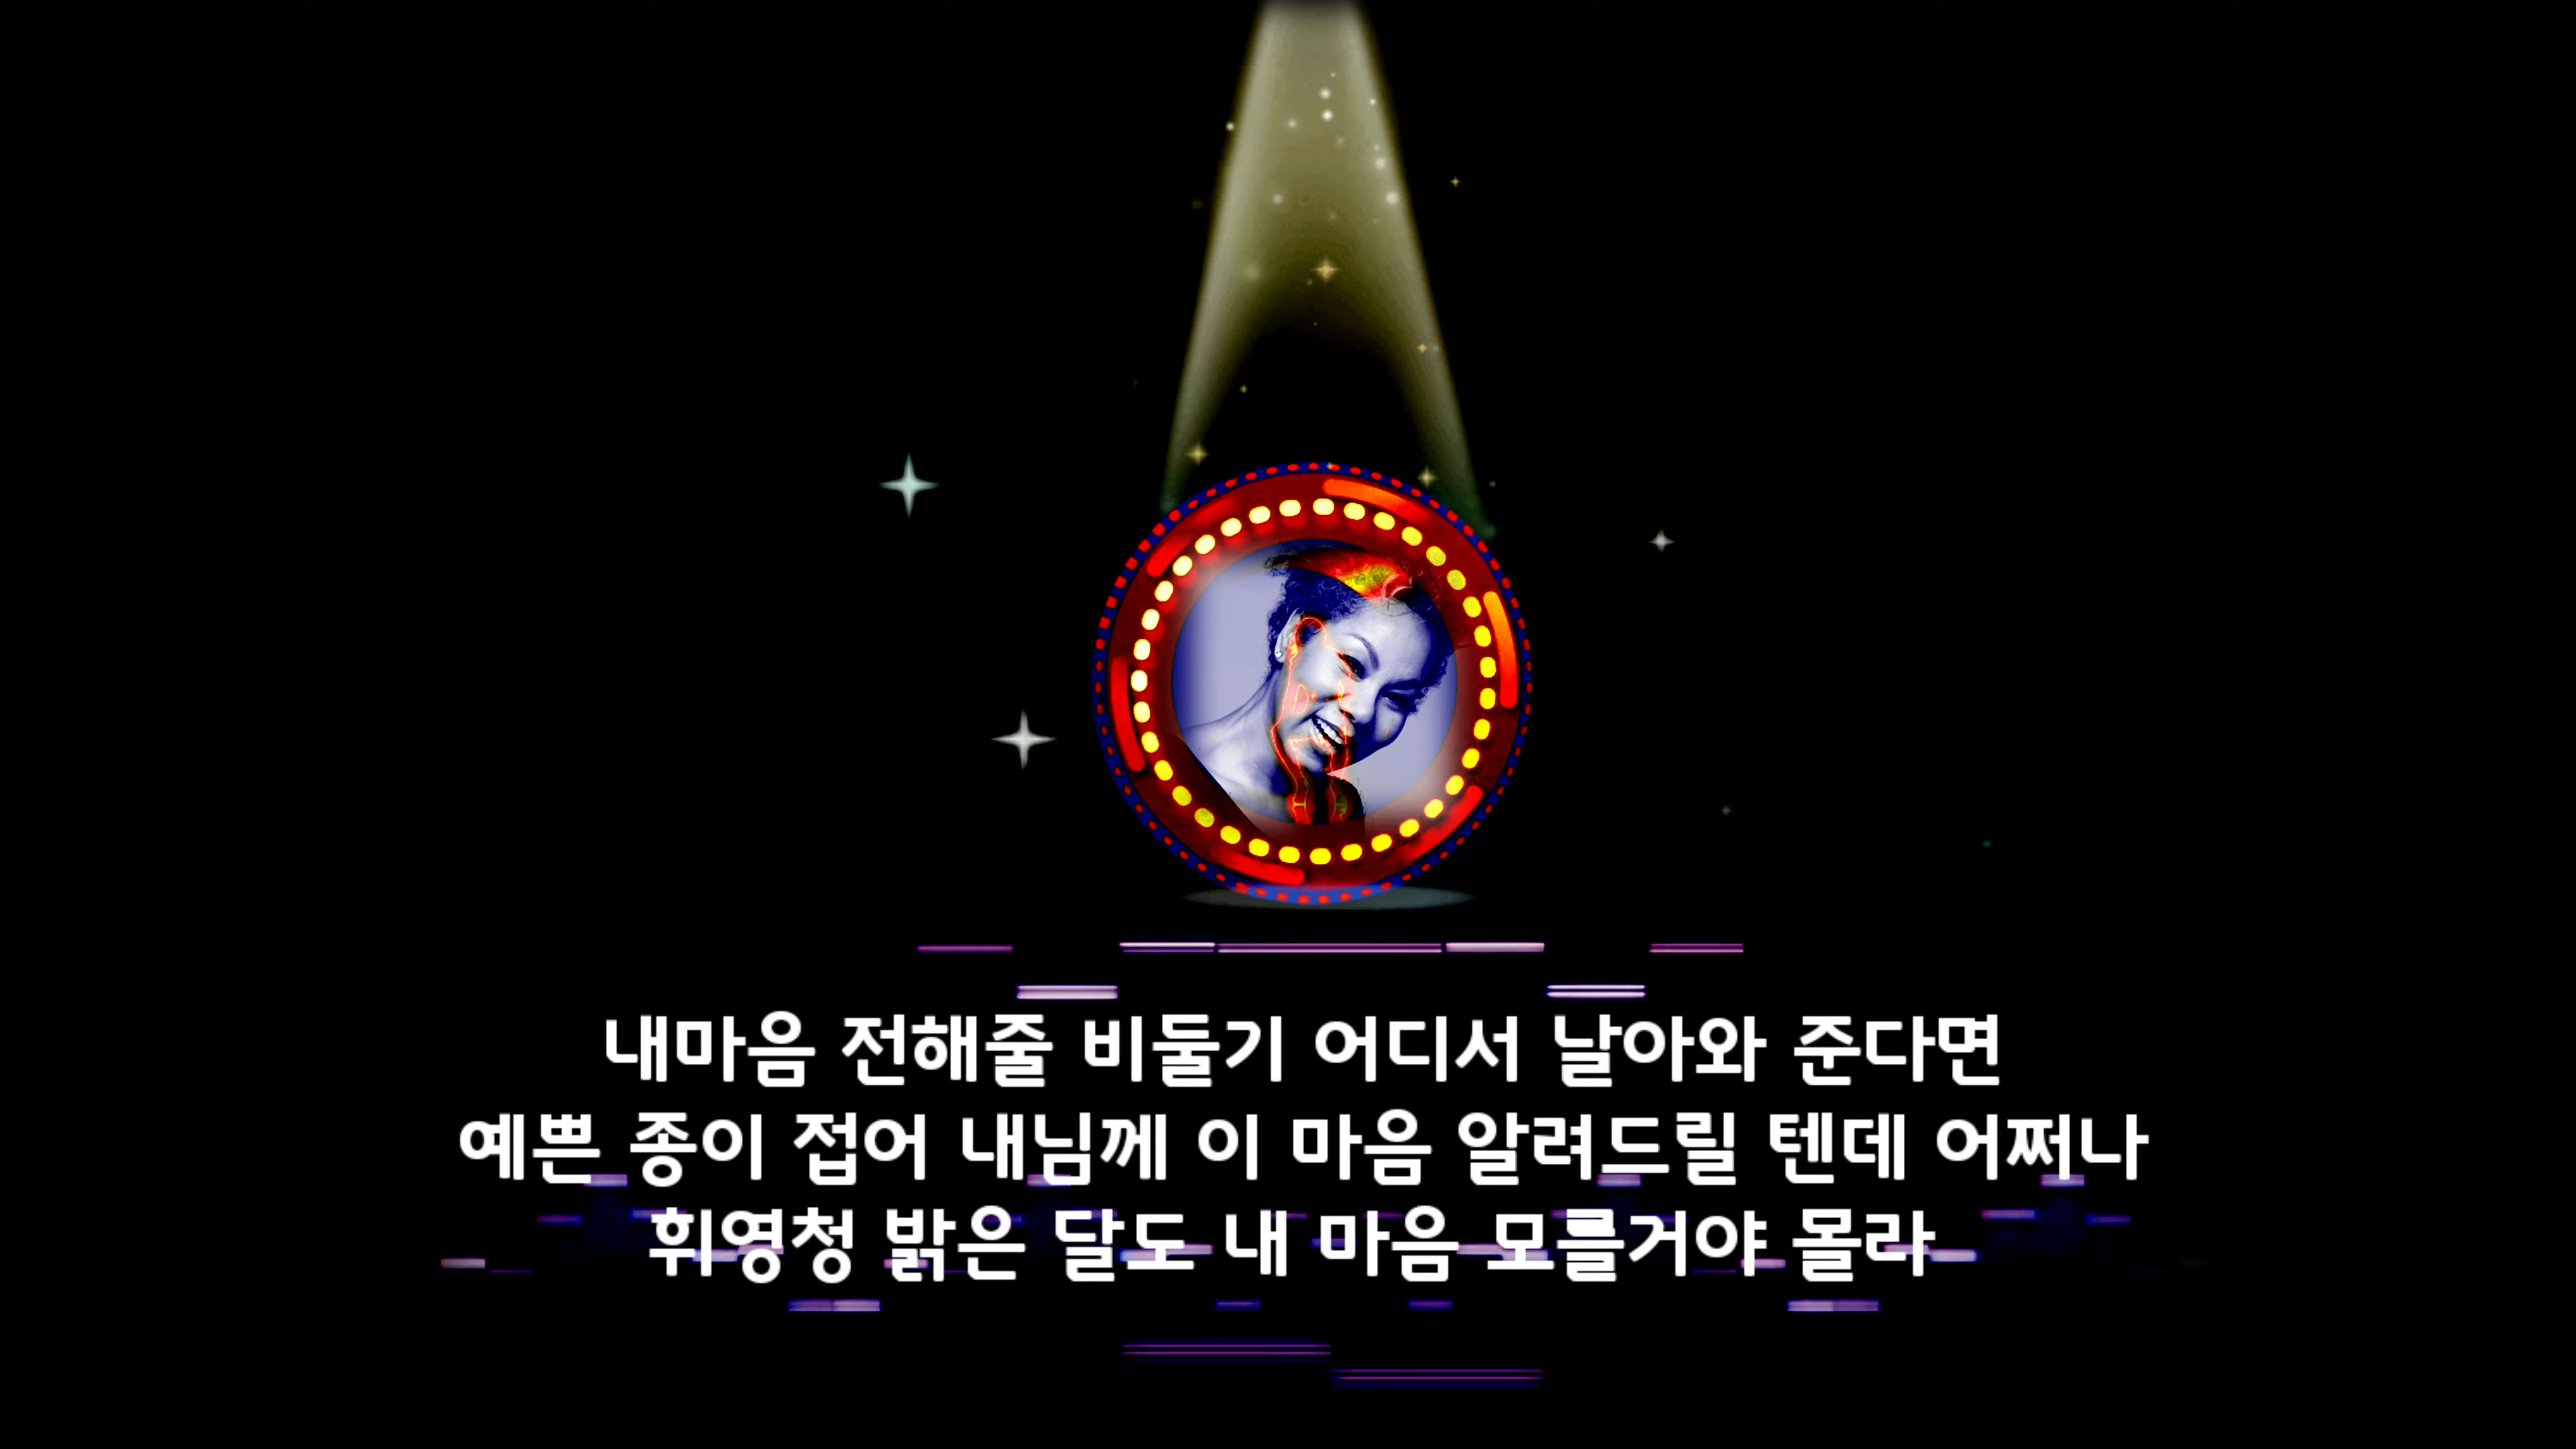 내마음 전해줄 비둘기 어디서 날아와 준다면
예쁜 종이 접어 내님께 이 마음 알려드릴 텐데 어쩌나
휘영청 밝은 달도 내 마음 모를거야 몰라